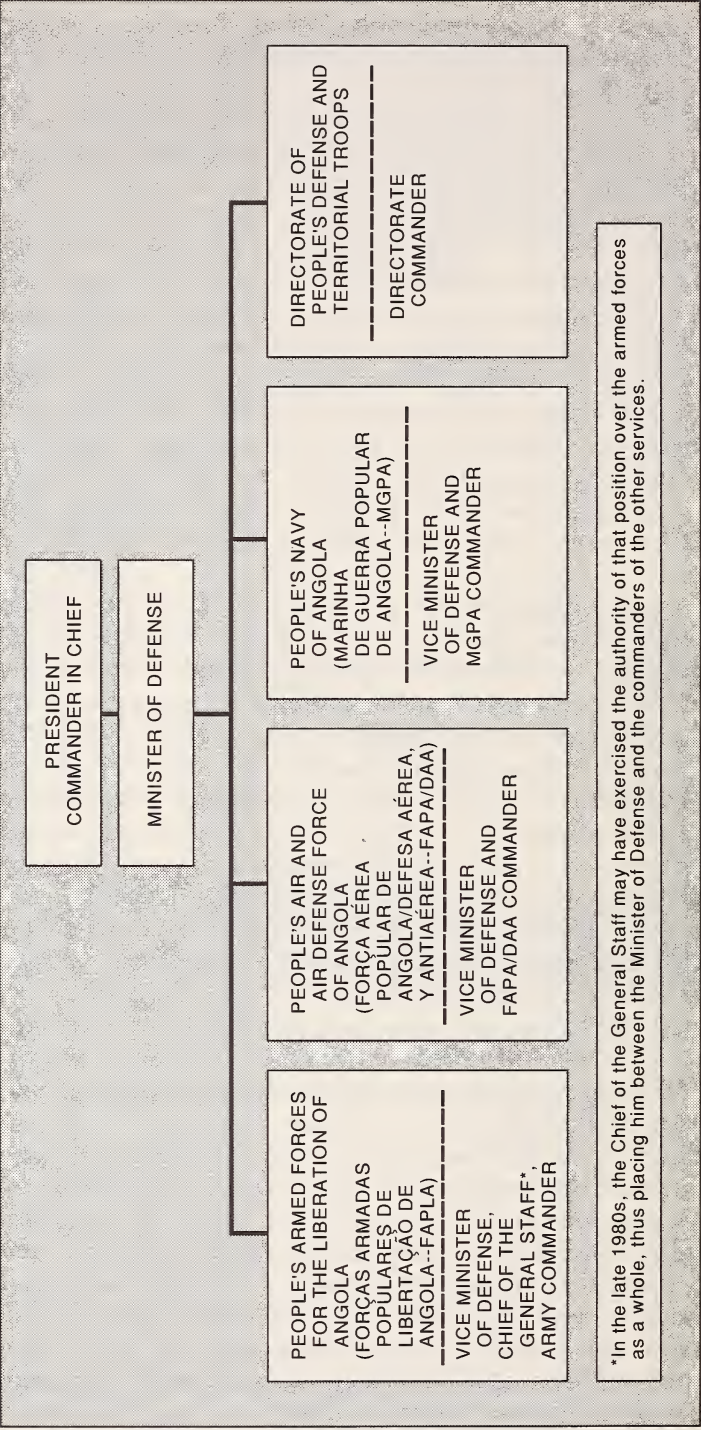 PRESIDENT
COMMANDER IN CHIEF
MINISTER OF DEFENSE
PEOPLE'S ARMED FORCES
FOR THE LIBERATION OF
ANGOLA
(FORÇAS ARMADAS
POPULARES DE
LIBERTAÇÃO DE
ANGOLA--FAPLA)
VICE MINISTER
OF DEFENSE,
CHIEF OF THE
GENERAL STAFF*,
ARMY COMMANDER
PEOPLE'S AIR AND
AIR DEFENSE FORCE
OF ANGOLA
(FORÇA AÉREA
POPULAR DE
ANGOLA/DEFESA AÉREA,
Y ANTIAÉREA--FAPA/DAA)
VICE MINISTER
OF DEFENSE AND
FAPA/DAA COMMANDER
PEOPLE'S NAVY
OF ANGOLA
(MARINHA
DE GUERRA POPULAR
DE ANGOLA--MGPA)
VICE MINISTER
OF DEFENSE AND
MGPA COMMANDER
DIRECTORATE OF
PEOPLE'S DEFENSE AND
TERRITORIAL TROOPS
DIRECTORATE
COMMANDER
*In the late 1980s, the Chief of the General Staff may have exercised the authority of that position over the armed forces
as a whole, thus placing him between the Minister of Defense and the commanders of the other services.